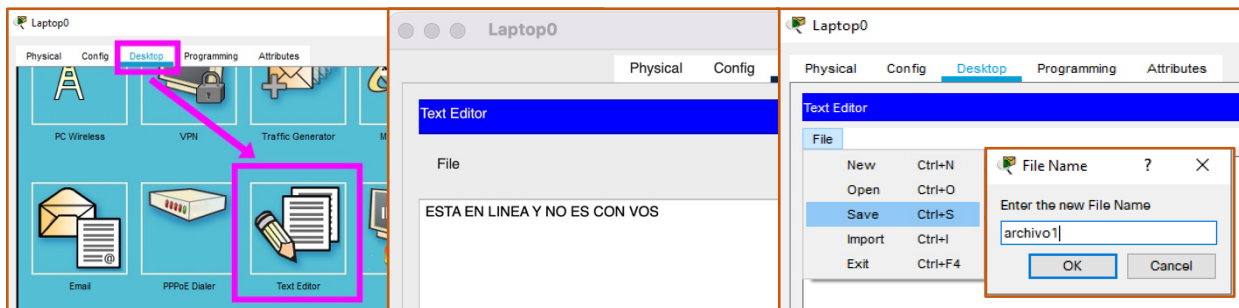 Laptop0
Physical Config Desktop Programming Attributes
PC Wireless VPN Traffic Generator
Email PPPoE Dialer Text Editor
Laptop0
Physical Config
Text Editor
File
ESTA EN LINEA Y NO ES CON VOS
Laptop0
Physical Config Desktop Programming Attributes
Text Editor
File
New Ctrl+N
Open Ctrl+O
Save Ctrl+S
Import Ctrl+I
Exit Ctrl+F4
File Name ? X
Enter the new File Name
archivo1
OK Cancel